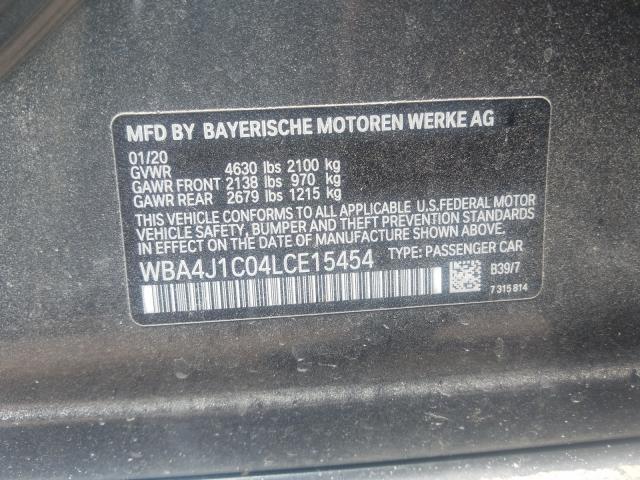 MFD BY BAYERISCHE MOTOREN WERKE AG
01/20
GVWR 4630 lbs 2100 kg
GAWR FRONT 2138 lbs 970 kg
GAWR REAR 2679 lbs 1215 kg
THIS VEHICLE CONFORMS TO ALL APPLICABLE U.S.FEDERAL MOTOR
VEHICLE SAFETY, BUMPER AND THEFT PREVENTION STANDARDS
IN EFFECT ON THE DATE OF MANUFACTURE SHOWN ABOVE.
WBA4J1C04LCE15454 TYPE: PASSENGER CAR
B39/7
7 315 814